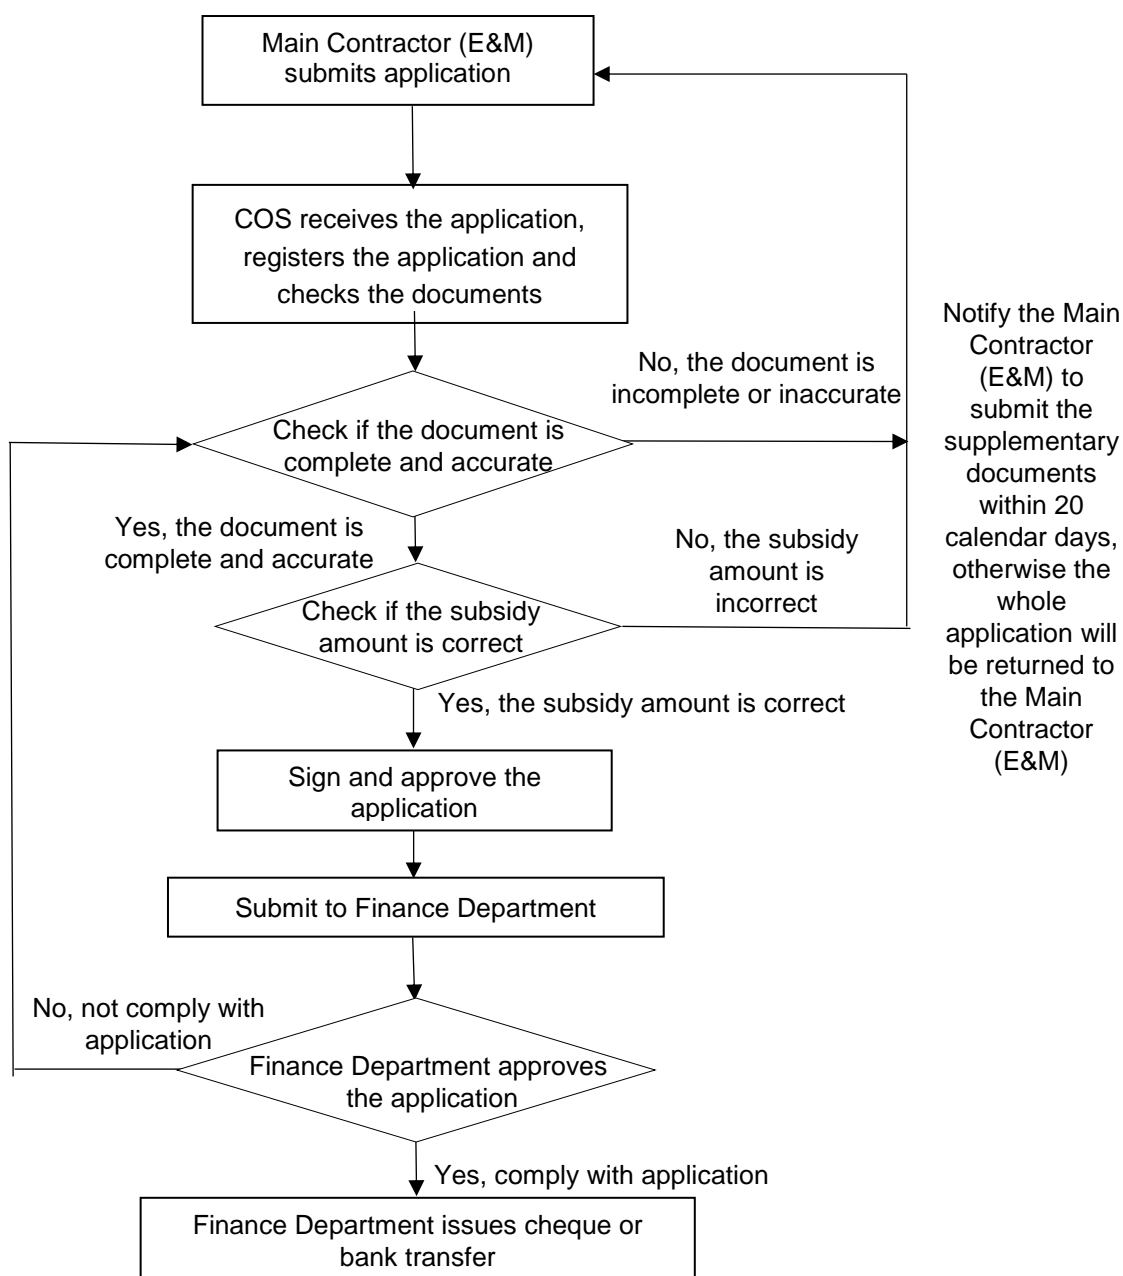 Main Contractor (E&M)
submits application
COS receives the application,
registers the application and
checks the documents
No, the document is
incomplete or inaccurate
Check if the document is
complete and accurate
Yes, the document is
complete and accurate
No, the subsidy
amount is
incorrect
Check if the subsidy
amount is correct
Yes, the subsidy amount is correct
Notify the Main
Contractor
(E&M) to
submit the
supplementary
documents
within 20
calendar days,
otherwise the
whole
application will
be returned to
the Main
Contractor
(E&M)
Sign and approve the
application
Submit to Finance Department
No, not comply with
application
Finance Department approves
the application
Yes, comply with application
Finance Department issues cheque or
bank transfer